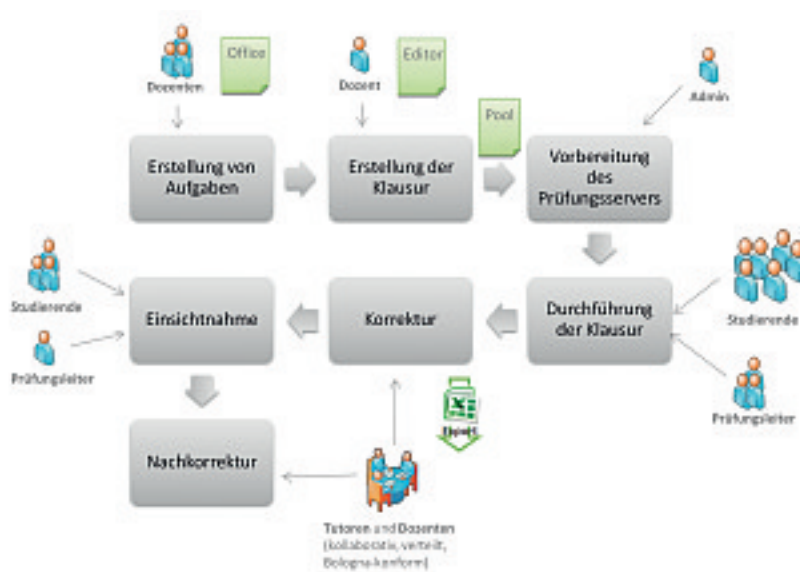 Dozenten
Office
Dozent
Editor
Pool
Admin
Erstellung von
Aufgaben
Erstellung der
Klausur
Vorbereitung
des
Prüfungsservers
Studierende
Prüfungsleiter
Einsichtnahme
Korrektur
Durchführung
der Klausur
Studierende
Prüfungsleiter
Export
Nachkorrektur
Tutoren und Dozenten
(kollaborativ, verteilt,
Bologna-konform)